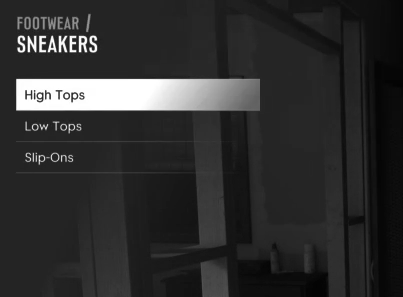 FOOTWEAR /
SNEAKERS
High Tops
Low Tops
Slip-Ons